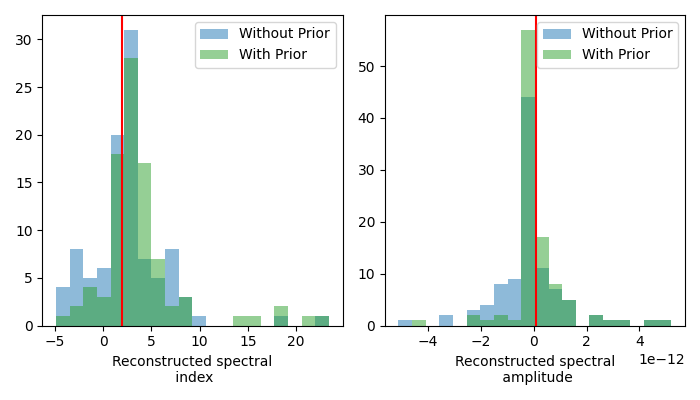 30
25
20
15
10
5
0
−5
0
5
10
15
20
Reconstructed spectral
index
Without Prior
With Prior
50
40
30
20
10
0
−4
−2
0
2
4
1e−12
Reconstructed spectral
amplitude
Without Prior
With Prior